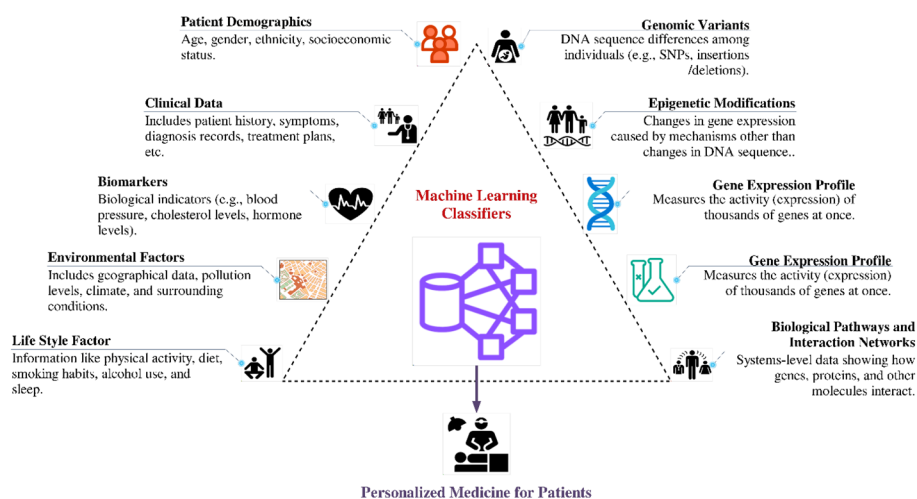 Patient Demographics
Age, gender, ethnicity, socioeconomic
status.
Clinical Data
Includes patient history, symptoms,
diagnosis records, treatment plans,
etc.
Biomarkers
Biological indicators (e.g., blood
pressure, cholesterol levels, hormone
levels).
Environmental Factors
Includes geographical data, pollution
levels, climate, and surrounding
conditions.
Life Style Factor
Information like physical activity, diet,
smoking habits, alcohol use, and
sleep.
Machine Learning
Classifiers
Genomic Variants
DNA sequence differences among
individuals (e.g., SNPs, insertions
/deletions).
Epigenetic Modifications
Changes in gene expression
caused by mechanisms other than
changes in DNA sequence..
Gene Expression Profile
Measures the activity (expression) of
thousands of genes at once.
Gene Expression Profile
Measures the activity (expression)
of thousands of genes at once.
Biological Pathways and
Interaction Networks
Systems-level data showing how
genes, proteins, and other
molecules interact.
Personalized Medicine for Patients